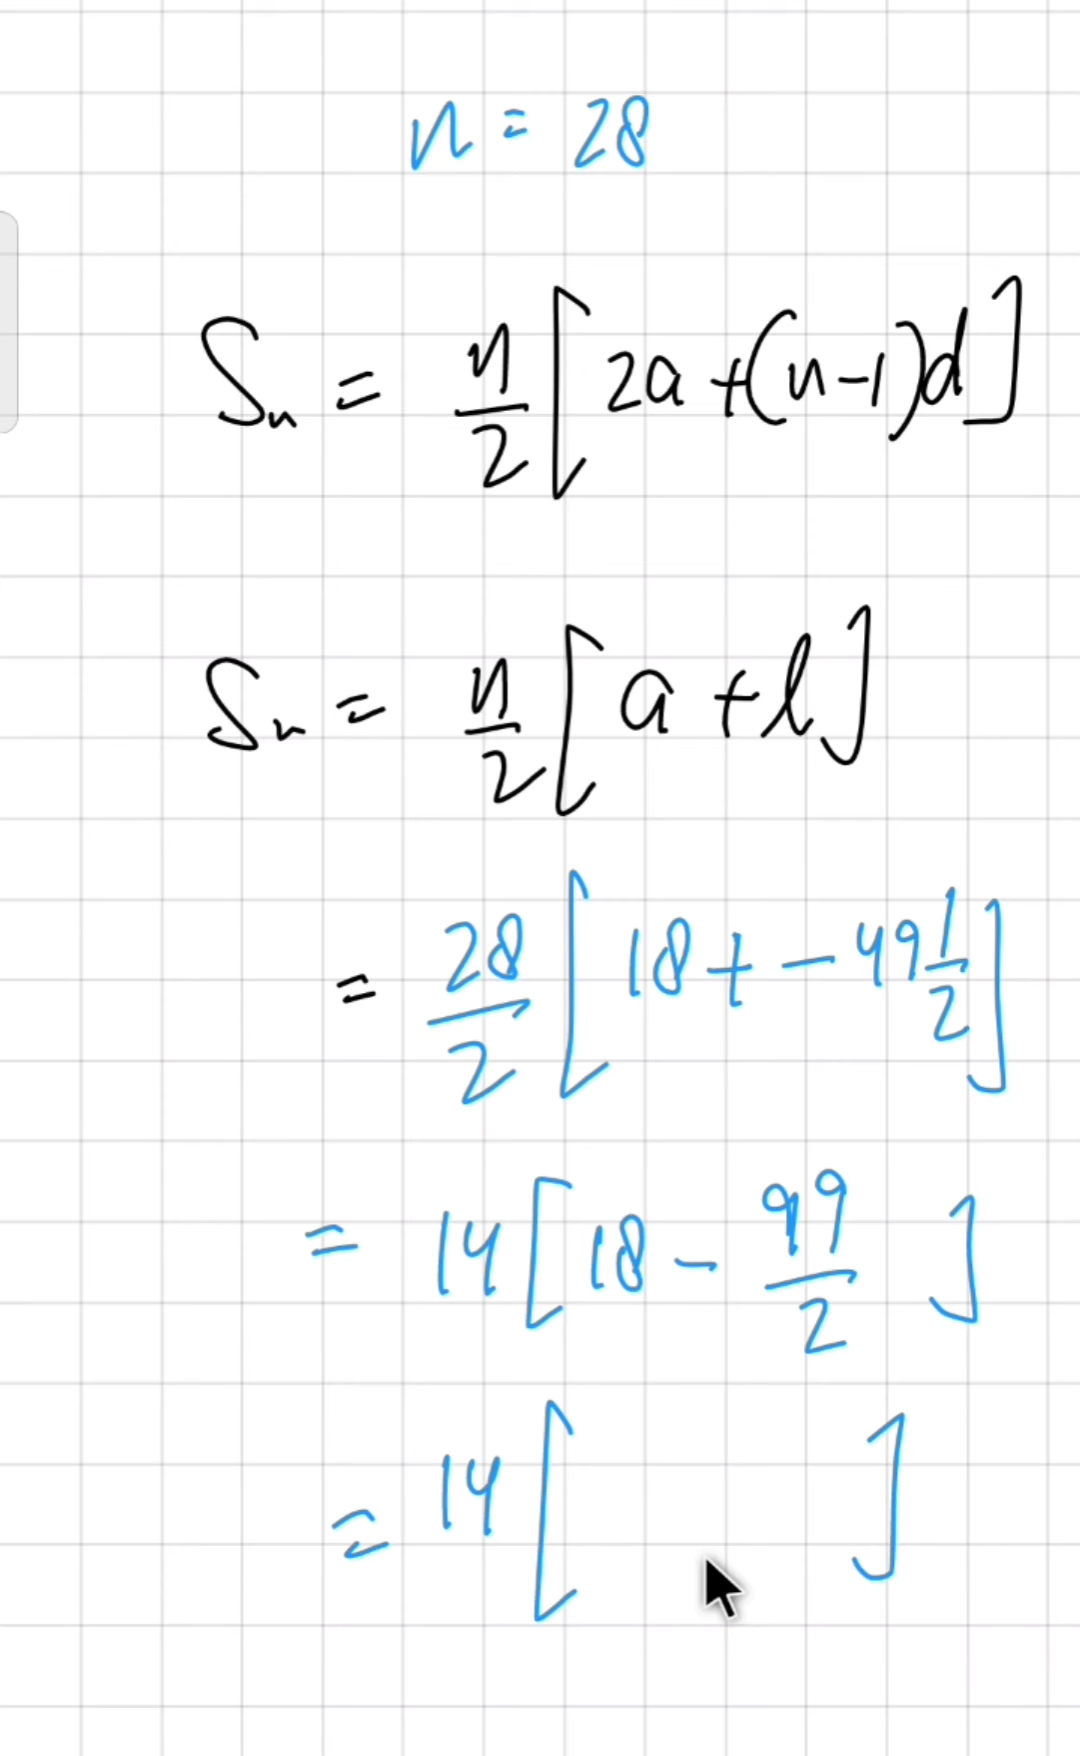 n = 28
Sn = n/2 [2a + (n-1)d]
Sn = n/2 [a + l]
= 28/2 [18 + - 49 1/2]
= 14 [18 - 99/2 ]
= 14 [ ]